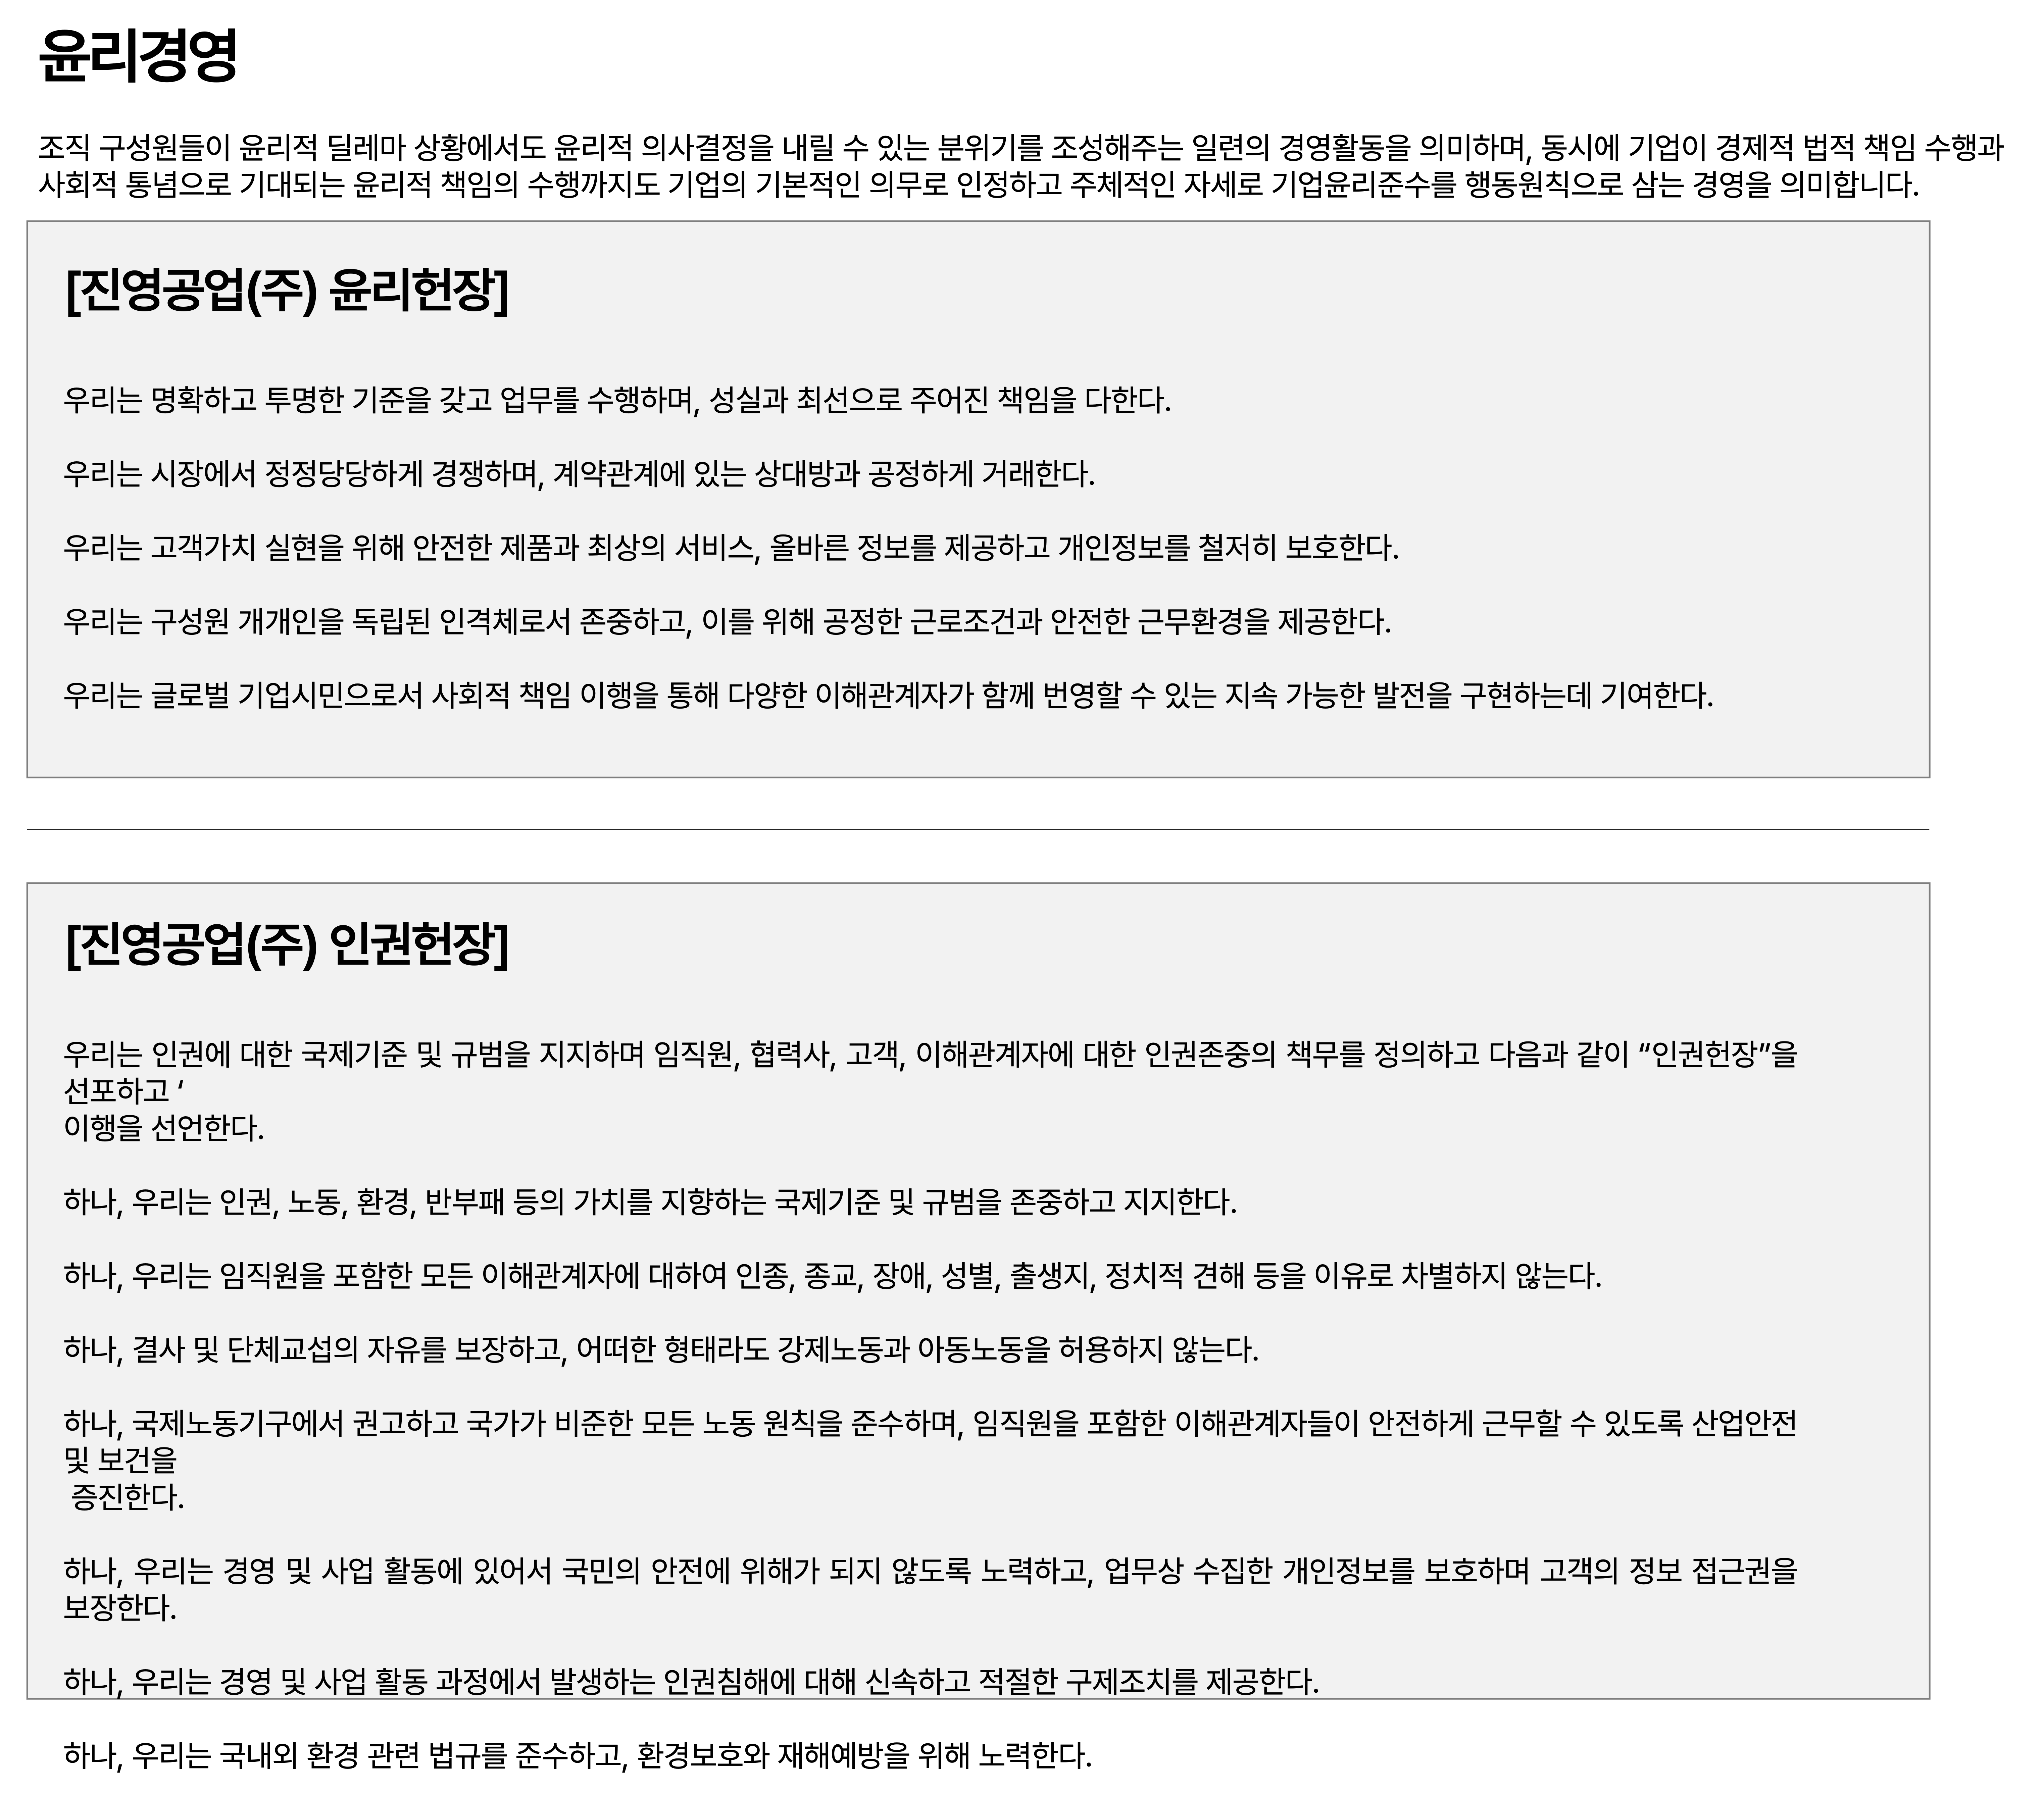 윤리경영
조직 구성원들이 윤리적 딜레마 상황에서도 윤리적 의사결정을 내릴 수 있는 분위기를 조성해주는 일련의 경영활동을 의미하며, 동시에 기업이 경제적 법적 책임 수행과
사회적 통념으로 기대되는 윤리적 책임의 수행까지도 기업의 기본적인 의무로 인정하고 주체적인 자세로 기업윤리준수를 행동원칙으로 삼는 경영을 의미합니다.
[진영공업(주) 윤리헌장]
우리는 명확하고 투명한 기준을 갖고 업무를 수행하며, 성실과 최선으로 주어진 책임을 다한다.
우리는 시장에서 정정당당하게 경쟁하며, 계약관계에 있는 상대방과 공정하게 거래한다.
우리는 고객가치 실현을 위해 안전한 제품과 최상의 서비스, 올바른 정보를 제공하고 개인정보를 철저히 보호한다.
우리는 구성원 개개인을 독립된 인격체로서 존중하고, 이를 위해 공정한 근로조건과 안전한 근무환경을 제공한다.
우리는 글로벌 기업시민으로서 사회적 책임 이행을 통해 다양한 이해관계자가 함께 번영할 수 있는 지속 가능한 발전을 구현하는데 기여한다.
[진영공업(주) 인권헌장]
우리는 인권에 대한 국제기준 및 규범을 지지하며 임직원, 협력사, 고객, 이해관계자에 대한 인권존중의 책무를 정의하고 다음과 같이 “인권헌장”을
선포하고 ‘
이행을 선언한다.
하나, 우리는 인권, 노동, 환경, 반부패 등의 가치를 지향하는 국제기준 및 규범을 존중하고 지지한다.
하나, 우리는 임직원을 포함한 모든 이해관계자에 대하여 인종, 종교, 장애, 성별, 출생지, 정치적 견해 등을 이유로 차별하지 않는다.
하나, 결사 및 단체교섭의 자유를 보장하고, 어떠한 형태라도 강제노동과 아동노동을 허용하지 않는다.
하나, 국제노동기구에서 권고하고 국가가 비준한 모든 노동 원칙을 준수하며, 임직원을 포함한 이해관계자들이 안전하게 근무할 수 있도록 산업안전
및 보건을
증진한다.
하나, 우리는 경영 및 사업 활동에 있어서 국민의 안전에 위해가 되지 않도록 노력하고, 업무상 수집한 개인정보를 보호하며 고객의 정보 접근권을
보장한다.
하나, 우리는 경영 및 사업 활동 과정에서 발생하는 인권침해에 대해 신속하고 적절한 구제조치를 제공한다.
하나, 우리는 국내외 환경 관련 법규를 준수하고, 환경보호와 재해예방을 위해 노력한다.